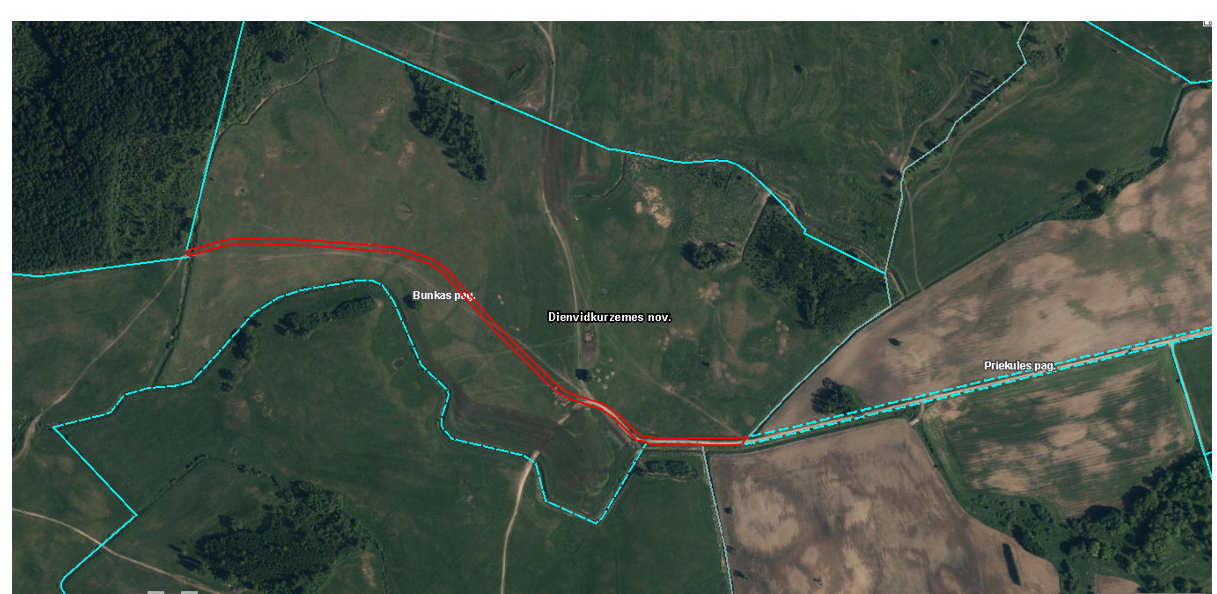 Bunkas pag.
Dienvidkurzemes nov.
Priekules pag.